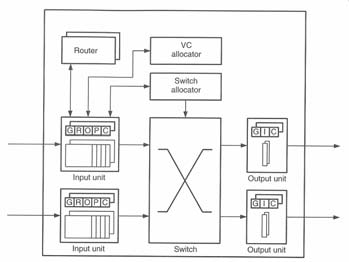 Router
VC
allocator
Switch
allocator
G R O P C
G I C
Input unit
Output unit
G R O P C
G I C
Input unit
Switch
Output unit